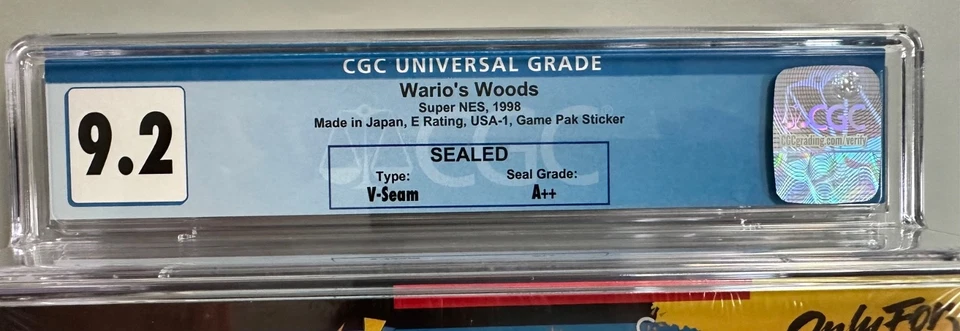 CGC UNIVERSAL GRADE
9.2
Wario's Woods
Super NES, 1998
Made in Japan, E Rating, USA-1, Game Pak Sticker
CGC
SEALED
Type: Seal Grade:
V-Seam A++
CGC
CGCgrading.com/verify
Only For